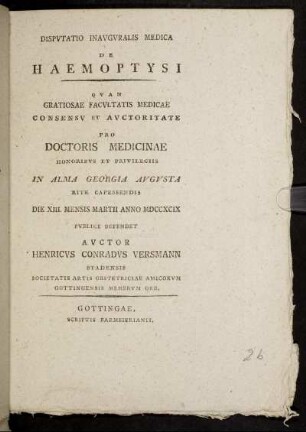 DISPVTATIO INAVGVRALIS MEDICA
DE
HAEMOPTYSI
QVAM
GRATIOSAE FACVLTATIS MEDICAE
CONSENSV ET AVCTORITATE
PRO
DOCTORIS MEDICINAE
HONORIBVS ET PRIVILEGIIS
IN ALMA GEORGIA AVGVSTA
RITE CAPESSENDIS
DIE XIII. MENSIS MARTII ANNO MDCCXCIX
PVBLICE DEFENDET
AVCTOR
HENRICVS CONRADVS VERSMANN
STADENSIS
SOCIETATIS ARTIS OBSTETRICIAE AMICORVM
GOTTINGENSIS MEMBRVM ORD.
GOTTINGAE,
SCRIPTIS BARMEIERIANIS.
26